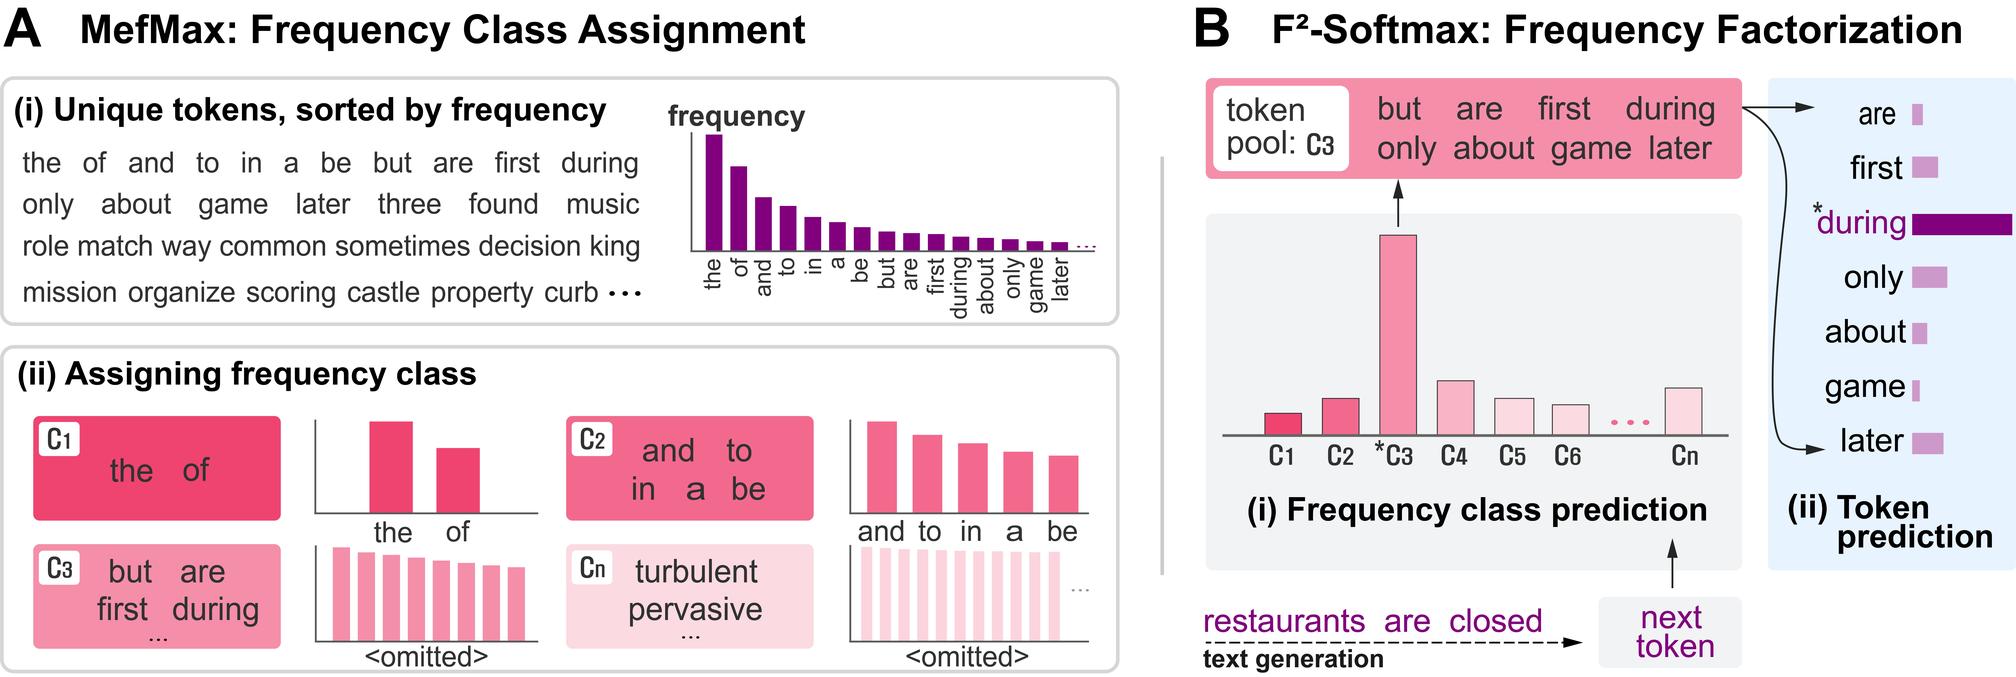 A MefMax: Frequency Class Assignment
(i) Unique tokens, sorted by frequency
the of and to in a be but are first during
only about game later three found music
role match way common sometimes decision king
mission organize scoring castle property curb •••
frequency
...
the of and to in a be but are first during about only game later
(ii) Assigning frequency class
C1
the of
the of
C2
and to
in a be
and to in a be
C3
but are
first during
...
<omitted>
Cn
turbulent
pervasive
...
...
<omitted>
B F²-Softmax: Frequency Factorization
token
pool: C3
but are first during
only about game later
...
C1 C2 *C3 C4 C5 C6 Cn
(i) Frequency class prediction
restaurants are closed
text generation
next
token
are
first
*during
only
about
game
later
(ii) Token
prediction